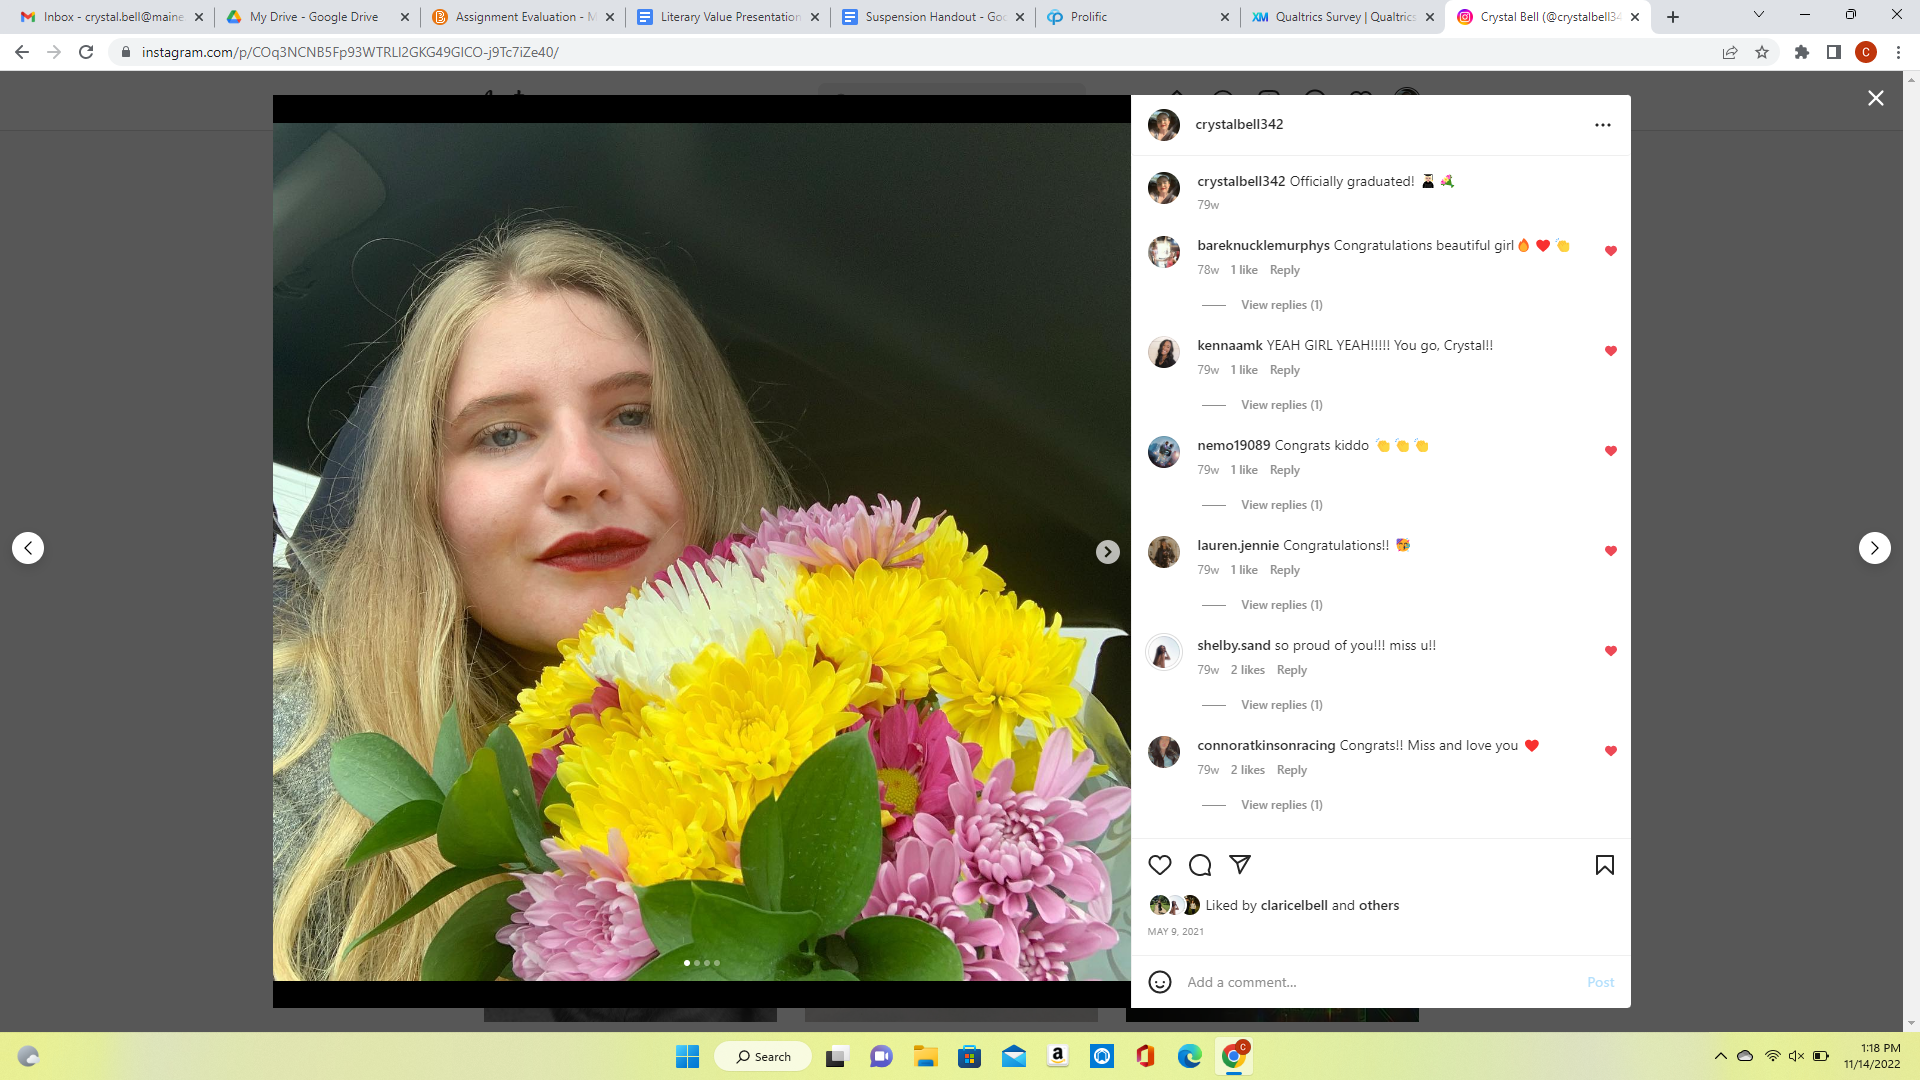 Inbox - crystal.bell@maine
My Drive - Google Drive
Assignment Evaluation - M
Literary Value Presentation
Suspension Handout - Goo
Prolific
Qualtrics Survey | Qualtrics
Crystal Bell (@crystalbell34
instagram.com/p/COq3NCNB5Fp93WTRLI2GKG49GlCO-j9Tc7iZe40/
C
crystalbell342
crystalbell342 Officially graduated! 👩‍🎓 💐
79w
bareknucklemurphys Congratulations beautiful girl🔥 ❤️ 👏
78w 1 like Reply
View replies (1)
kennaamk YEAH GIRL YEAH!!!!! You go, Crystal!!
79w 1 like Reply
View replies (1)
nemo19089 Congrats kiddo 👏 👏 👏
79w 1 like Reply
View replies (1)
lauren.jennie Congratulations!! 🥳
79w 1 like Reply
View replies (1)
shelby.sand so proud of you!!! miss u!!
79w 2 likes Reply
View replies (1)
connoratkinsonracing Congrats!! Miss and love you ❤️
79w 2 likes Reply
View replies (1)
Liked by claricelbell and others
MAY 9, 2021
Add a comment...
Post
Search
C
1:18 PM
11/14/2022